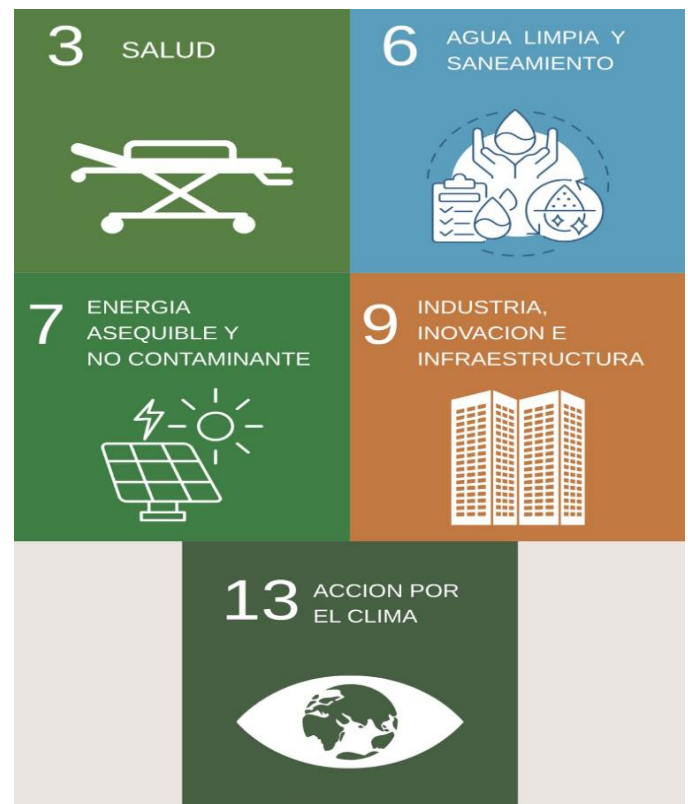 3 SALUD
6 AGUA LIMPIA Y
SANEAMIENTO
7 ENERGIA
ASEQUIBLE Y
NO CONTAMINANTE
9 INDUSTRIA,
INOVACION E
INFRAESTRUCTURA
13 ACCION POR
EL CLIMA